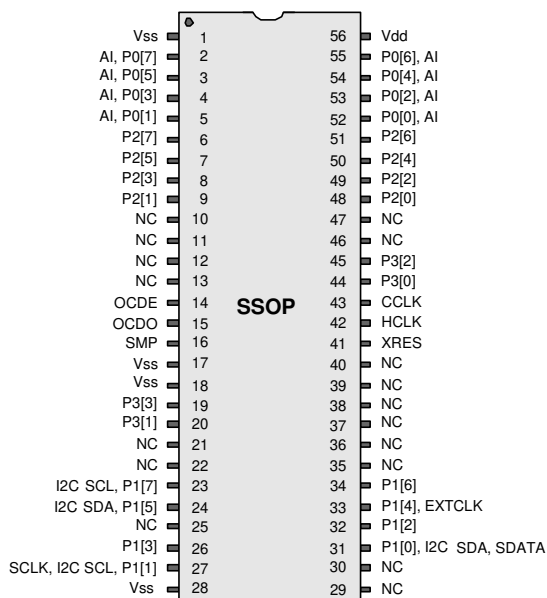 Vss 1 56 Vdd
AI, P0[7] 2 55 P0[6], AI
AI, P0[5] 3 54 P0[4], AI
AI, P0[3] 4 53 P0[2], AI
AI, P0[1] 5 52 P0[0], AI
P2[7] 6 51 P2[6]
P2[5] 7 50 P2[4]
P2[3] 8 49 P2[2]
P2[1] 9 48 P2[0]
NC 10 47 NC
NC 11 46 NC
NC 12 45 P3[2]
NC 13 44 P3[0]
OCDE 14 SSOP 43 CCLK
OCDO 15 42 HCLK
SMP 16 41 XRES
Vss 17 40 NC
Vss 18 39 NC
P3[3] 19 38 NC
P3[1] 20 37 NC
NC 21 36 NC
NC 22 35 NC
I2C SCL, P1[7] 23 34 P1[6]
I2C SDA, P1[5] 24 33 P1[4], EXTCLK
NC 25 32 P1[2]
P1[3] 26 31 P1[0], I2C SDA, SDATA
SCLK, I2C SCL, P1[1] 27 30 NC
Vss 28 29 NC